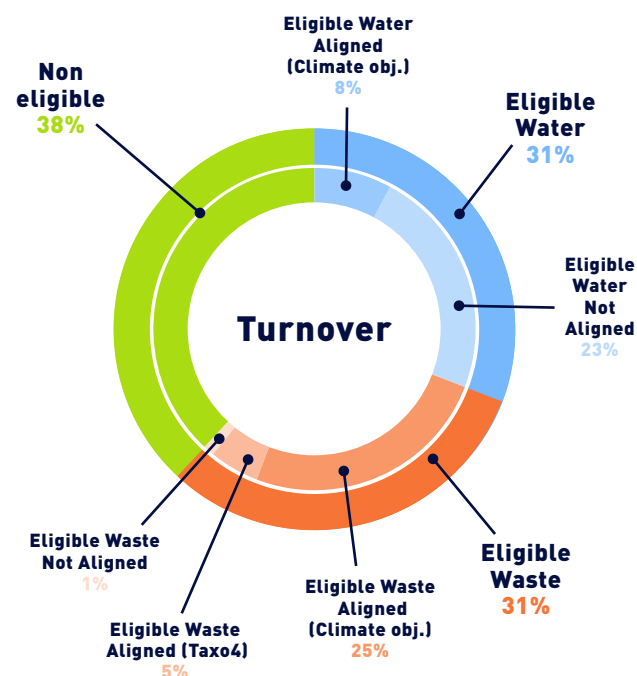 Eligible Water
Aligned
(Climate obj.)
8%
Non
eligible
38%
Eligible
Water
31%
Eligible
Water
Not
Aligned
23%
Turnover
Eligible Waste
Not Aligned
1%
Eligible
Waste
31%
Eligible Waste
Aligned
(Climate obj.)
25%
Eligible Waste
Aligned (Taxo4)
5%